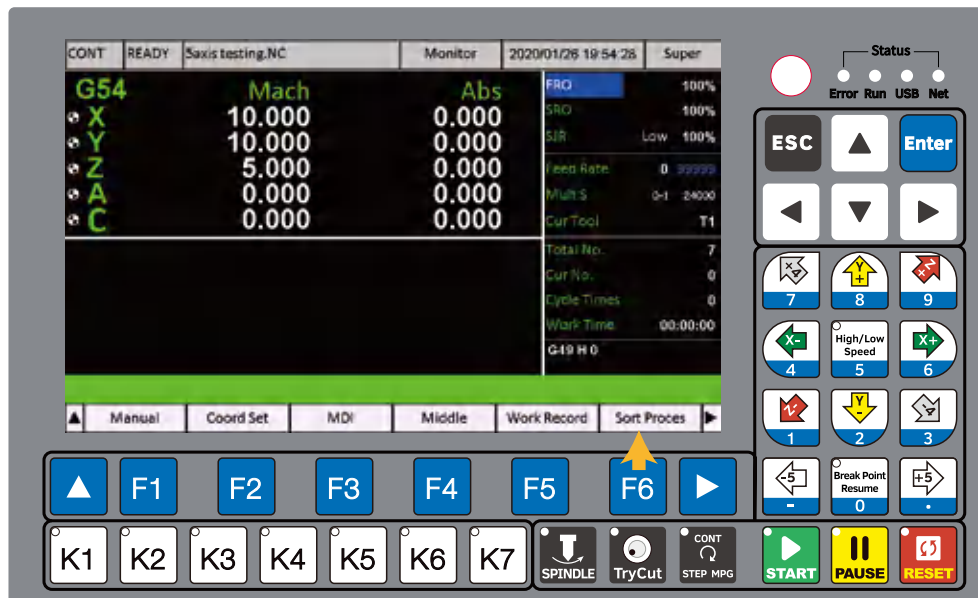 CONT READY 5axis testing.NC Monitor 2020/01/26 19:54:28 Super
G54 Mach Abs
X 10.000 0.000
Y 10.000 0.000
Z 5.000 0.000
A 0.000 0.000
C 0.000 0.000
FRO 100%
SRO 100%
SJR Low 100%
Feed Rate 0 99999
Mult S 0-1 24000
Cur Tool T1
Total No. 7
Cur No. 0
Cycle Times 0
Work Time 00:00:00
G49 H 0
Manual Coord Set MDI Middle Work Record Sort Proces
F1 F2 F3 F4 F5 F6
K1 K2 K3 K4 K5 K6 K7
SPINDLE TryCut CONT STEP MPG
Status
Error Run USB Net
ESC Enter
X 4 7
Y + 8
Z+ 9
X- 4
High/Low Speed 5
X+ 6
Z- 1
Y - 2
4 3
-5 -
Break Point Resume 0
+5 .
START PAUSE RESET